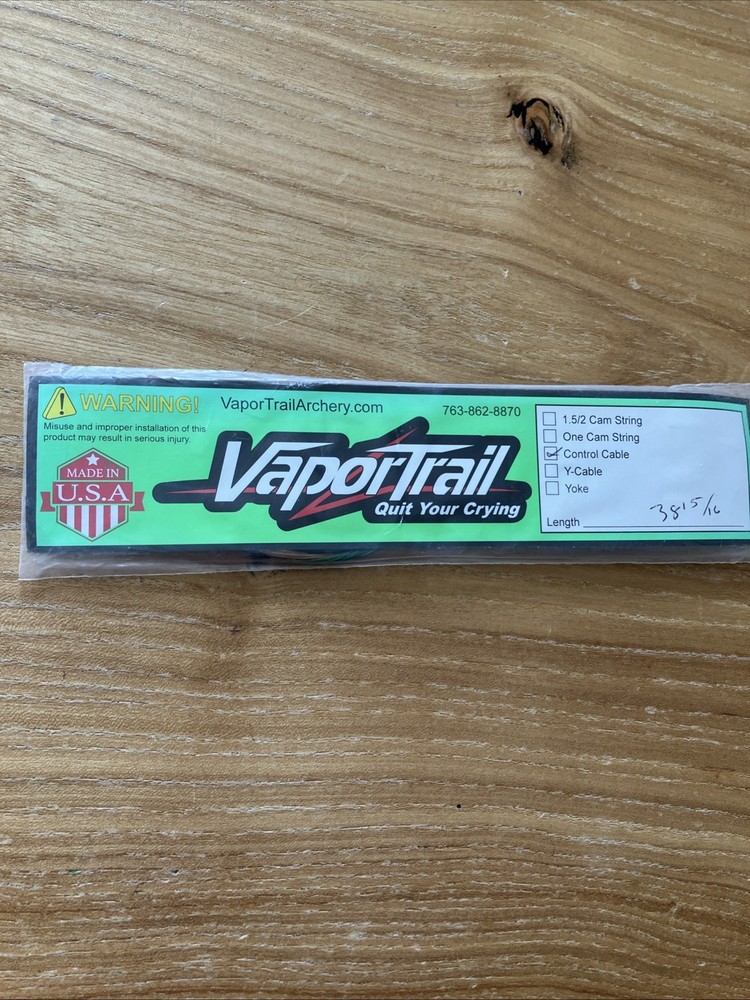 WARNING!
Misuse and improper installation of this
product may result in serious injury.
MADE IN
U.S.A
VaporTrailArchery.com
763-862-8870
VaporTrail
Quit Your Crying
1.5/2 Cam String
One Cam String
Control Cable
Y-Cable
Yoke
Length 38 15/16